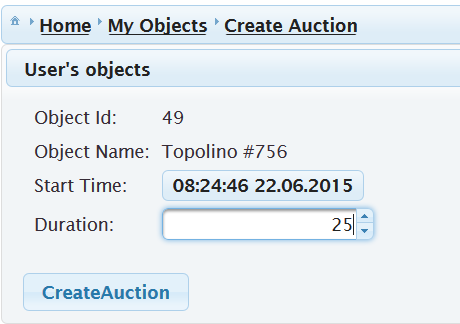 Home My Objects Create Auction
User's objects
Object Id: 49
Object Name: Topolino #756
Start Time: 08:24:46 22.06.2015
Duration: 25
CreateAuction